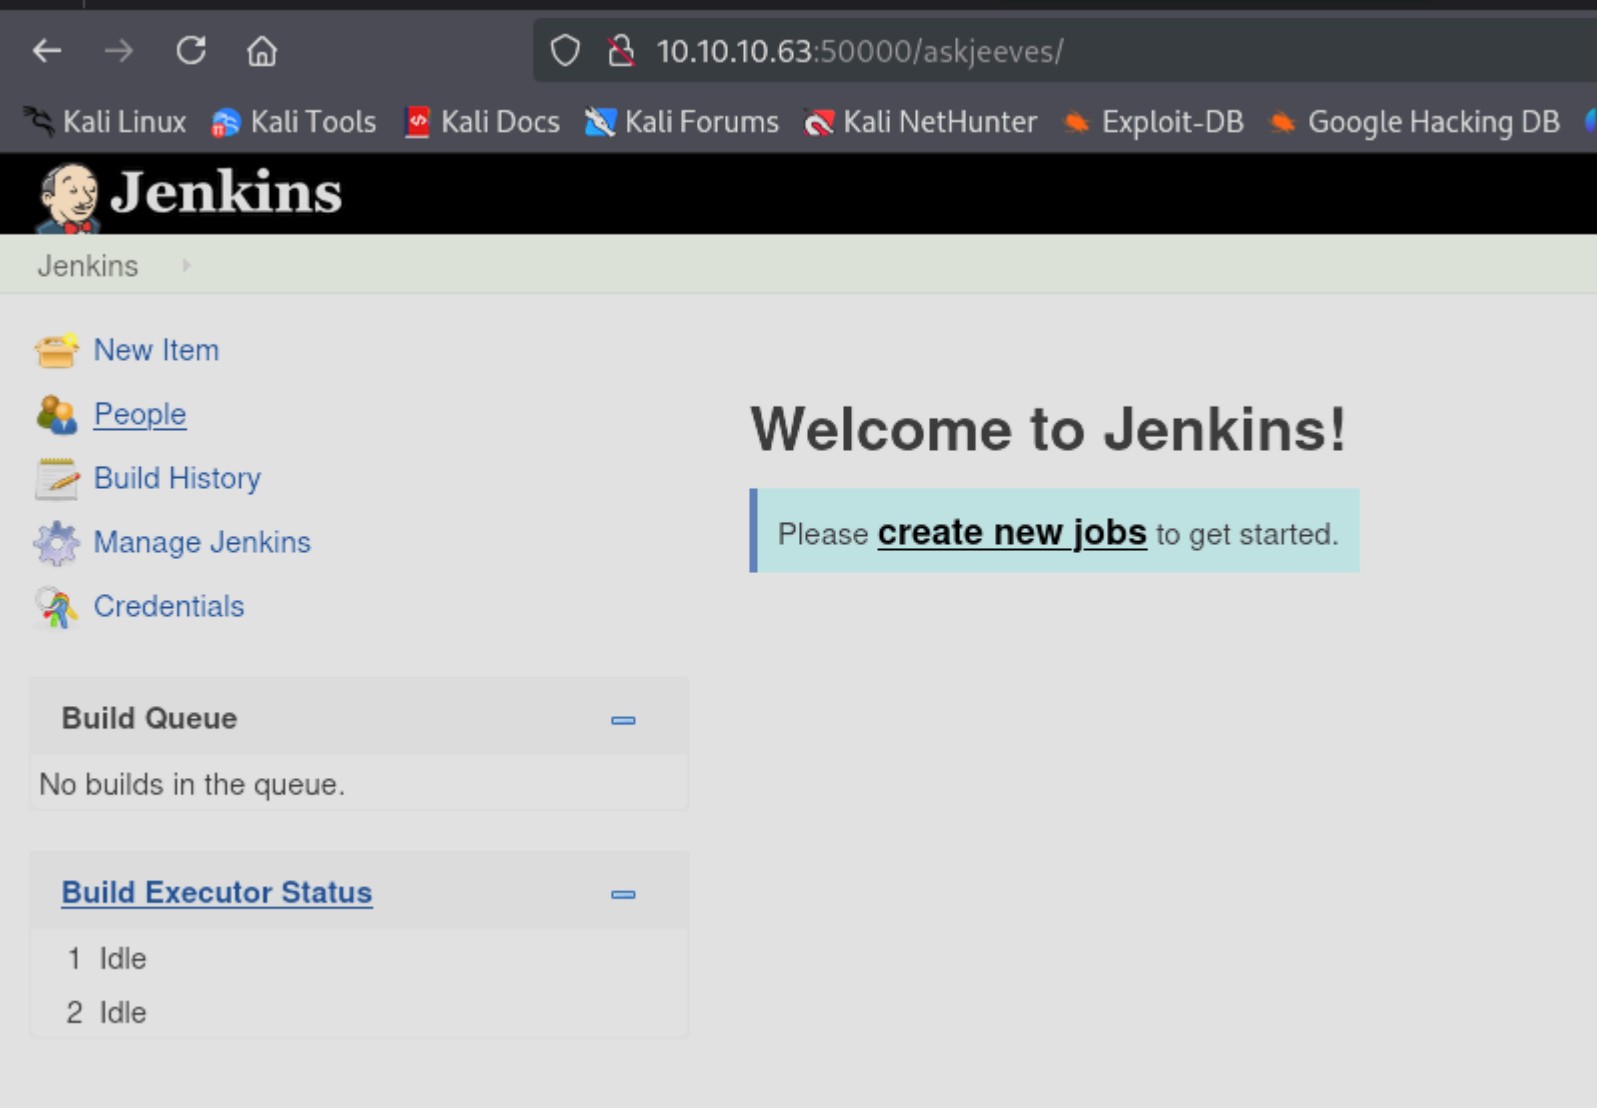 10.10.10.63:50000/askjeeves/
Kali Linux Kali Tools Kali Docs Kali Forums Kali NetHunter Exploit-DB Google Hacking DB
Jenkins
Jenkins
New Item
People
Build History
Manage Jenkins
Credentials
Welcome to Jenkins!
Please create new jobs to get started.
Build Queue
No builds in the queue.
Build Executor Status
1 Idle
2 Idle